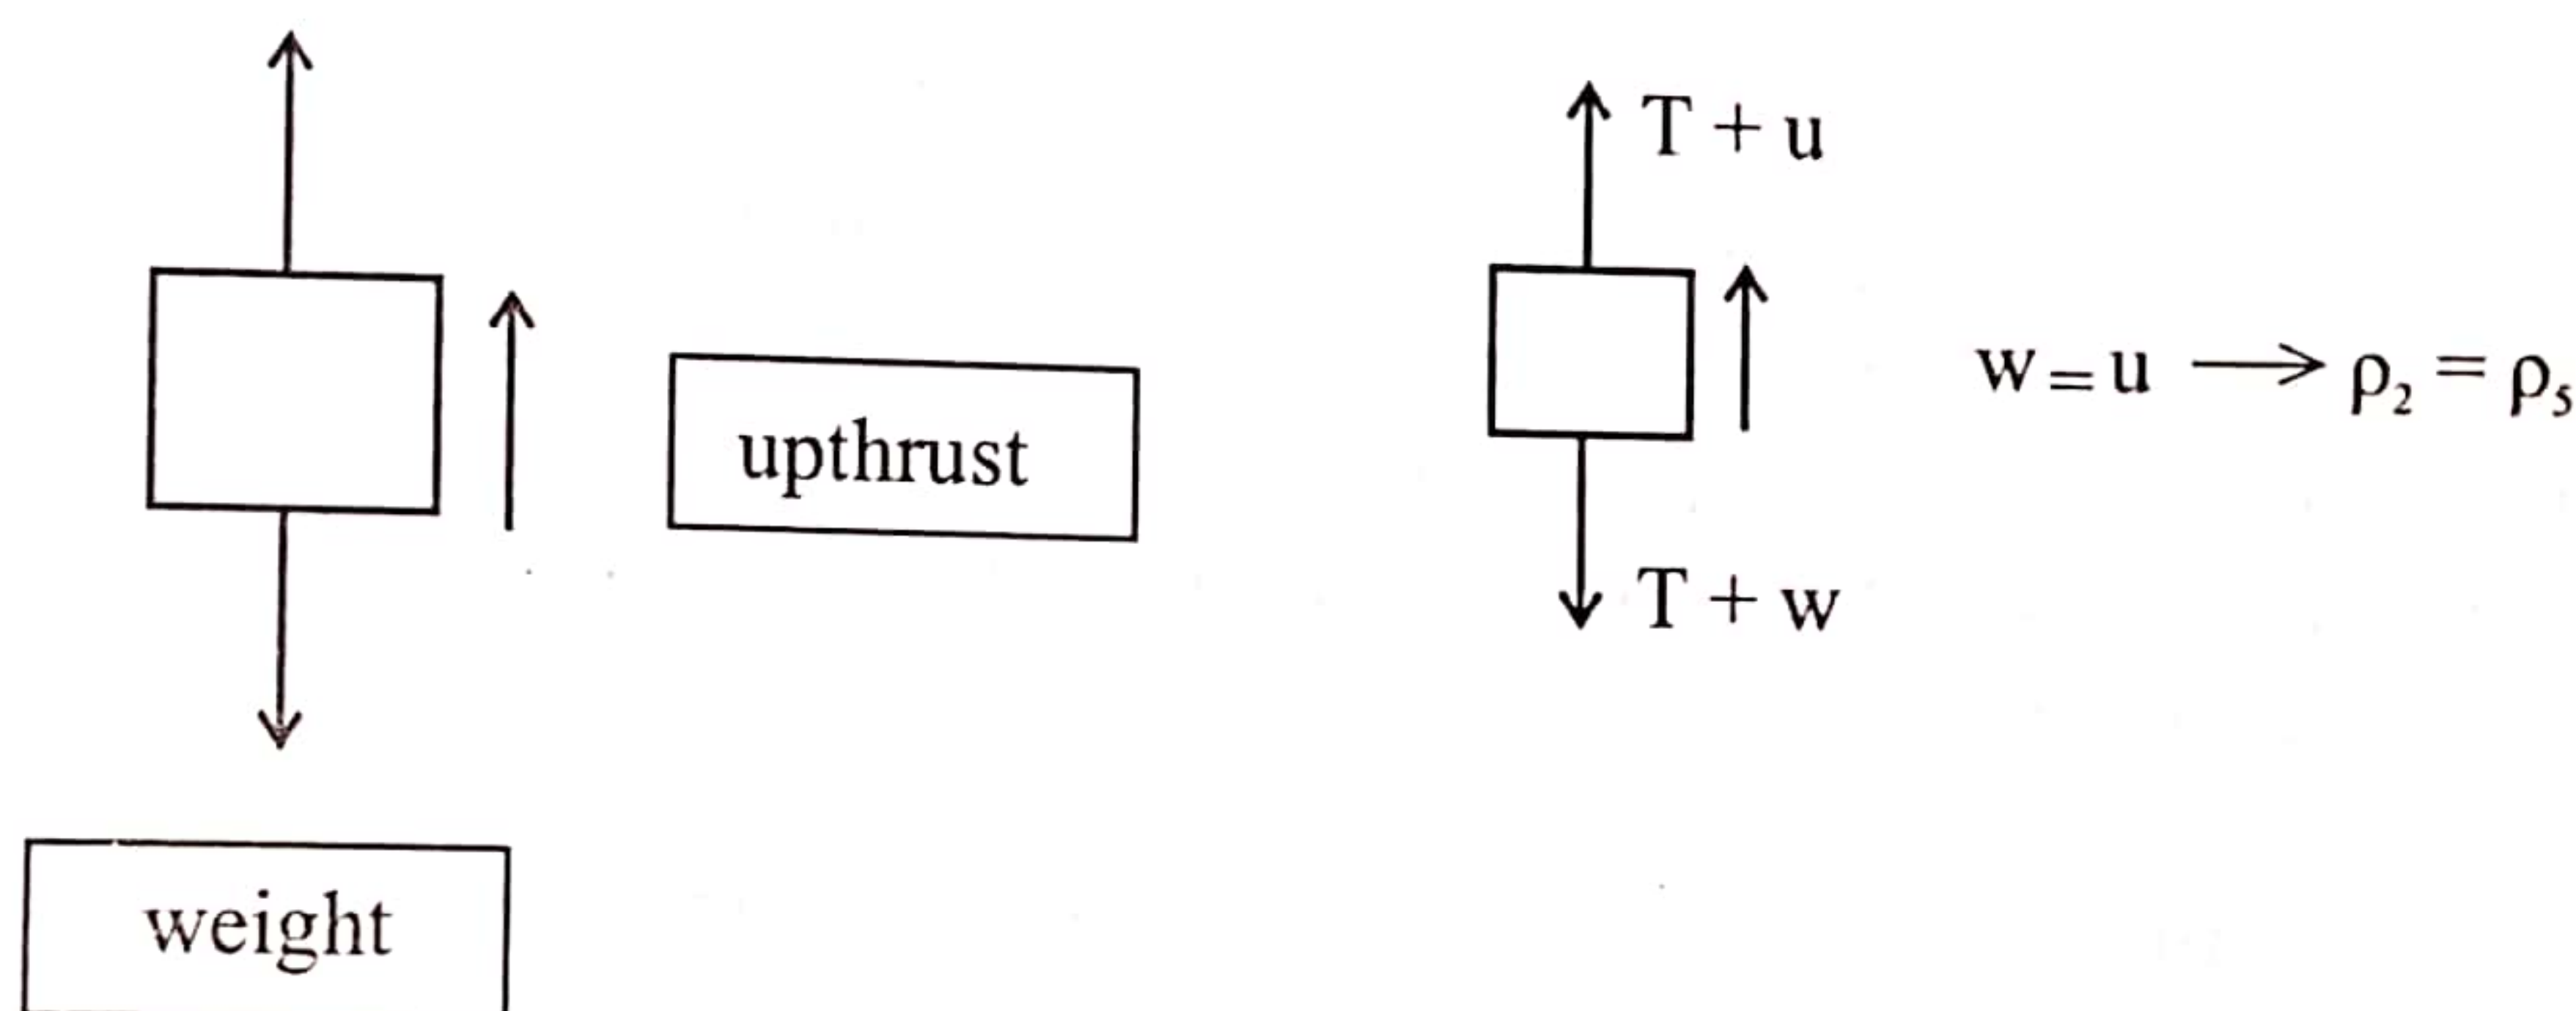 T + u
w = u → ρ₂ = ρ₅
upthrust
T + w
weight